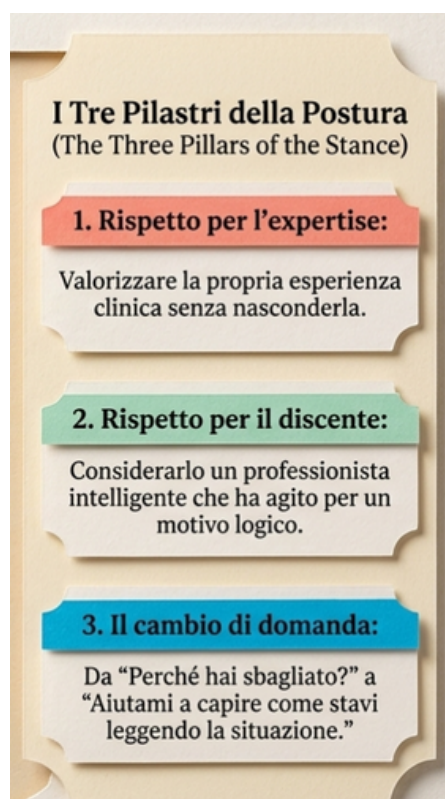 I Tre Pilastri della Postura
(The Three Pillars of the Stance)
1. Rispetto per l’expertise:
Valorizzare la propria esperienza
clinica senza nasconderla.
2. Rispetto per il discente:
Considerarlo un professionista
intelligente che ha agito per un
motivo logico.
3. Il cambio di domanda:
Da “Perché hai sbagliato?” a
“Aiutami a capire come stavi
leggendo la situazione.”